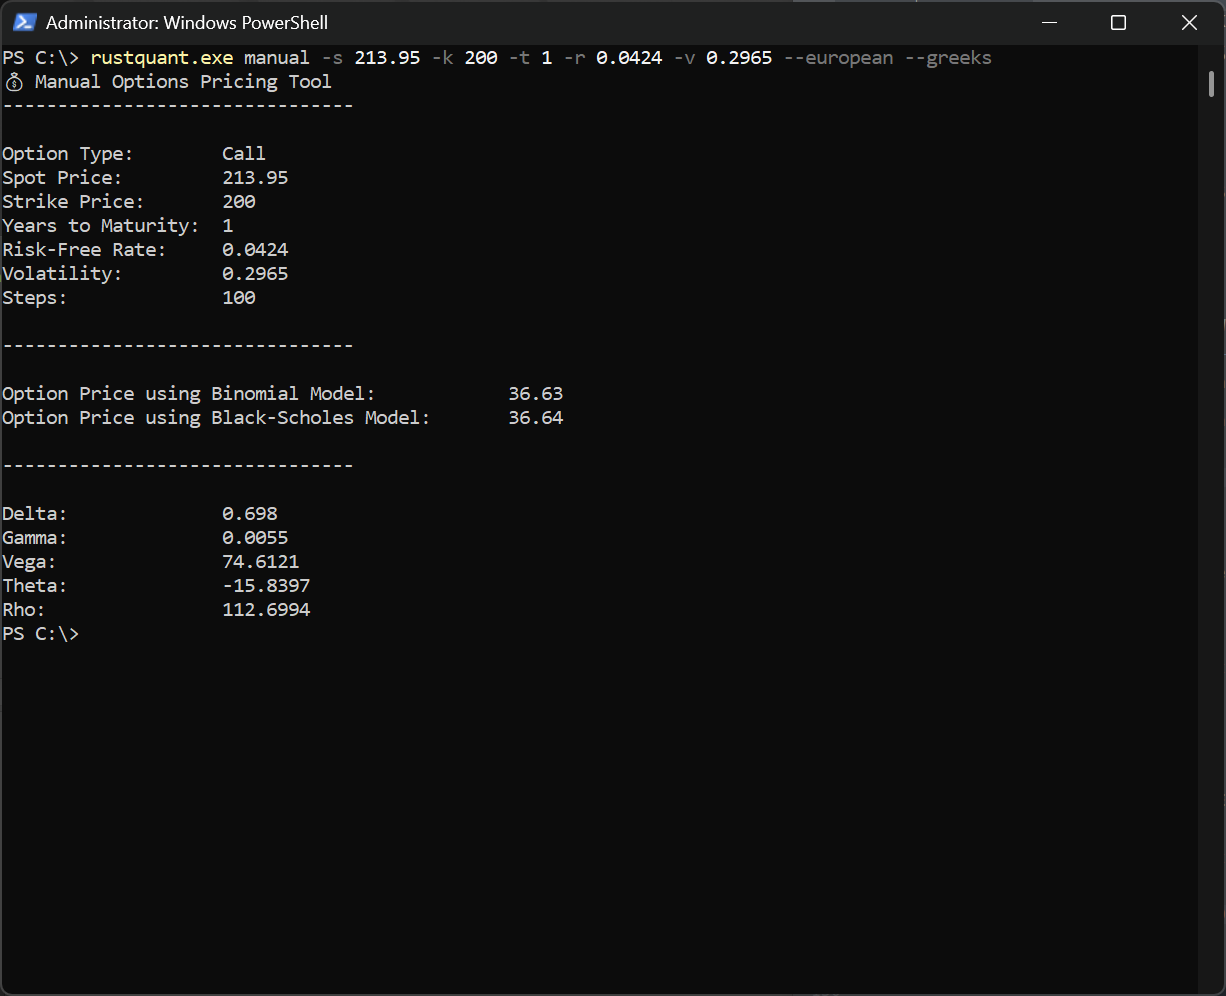 Administrator: Windows PowerShell
PS C:\> rustquant.exe manual -s 213.95 -k 200 -t 1 -r 0.0424 -v 0.2965 --european --greeks
💰 Manual Options Pricing Tool
--------------------------------
Option Type: Call
Spot Price: 213.95
Strike Price: 200
Years to Maturity: 1
Risk-Free Rate: 0.0424
Volatility: 0.2965
Steps: 100
--------------------------------
Option Price using Binomial Model: 36.63
Option Price using Black-Scholes Model: 36.64
--------------------------------
Delta: 0.698
Gamma: 0.0055
Vega: 74.6121
Theta: -15.8397
Rho: 112.6994
PS C:\>